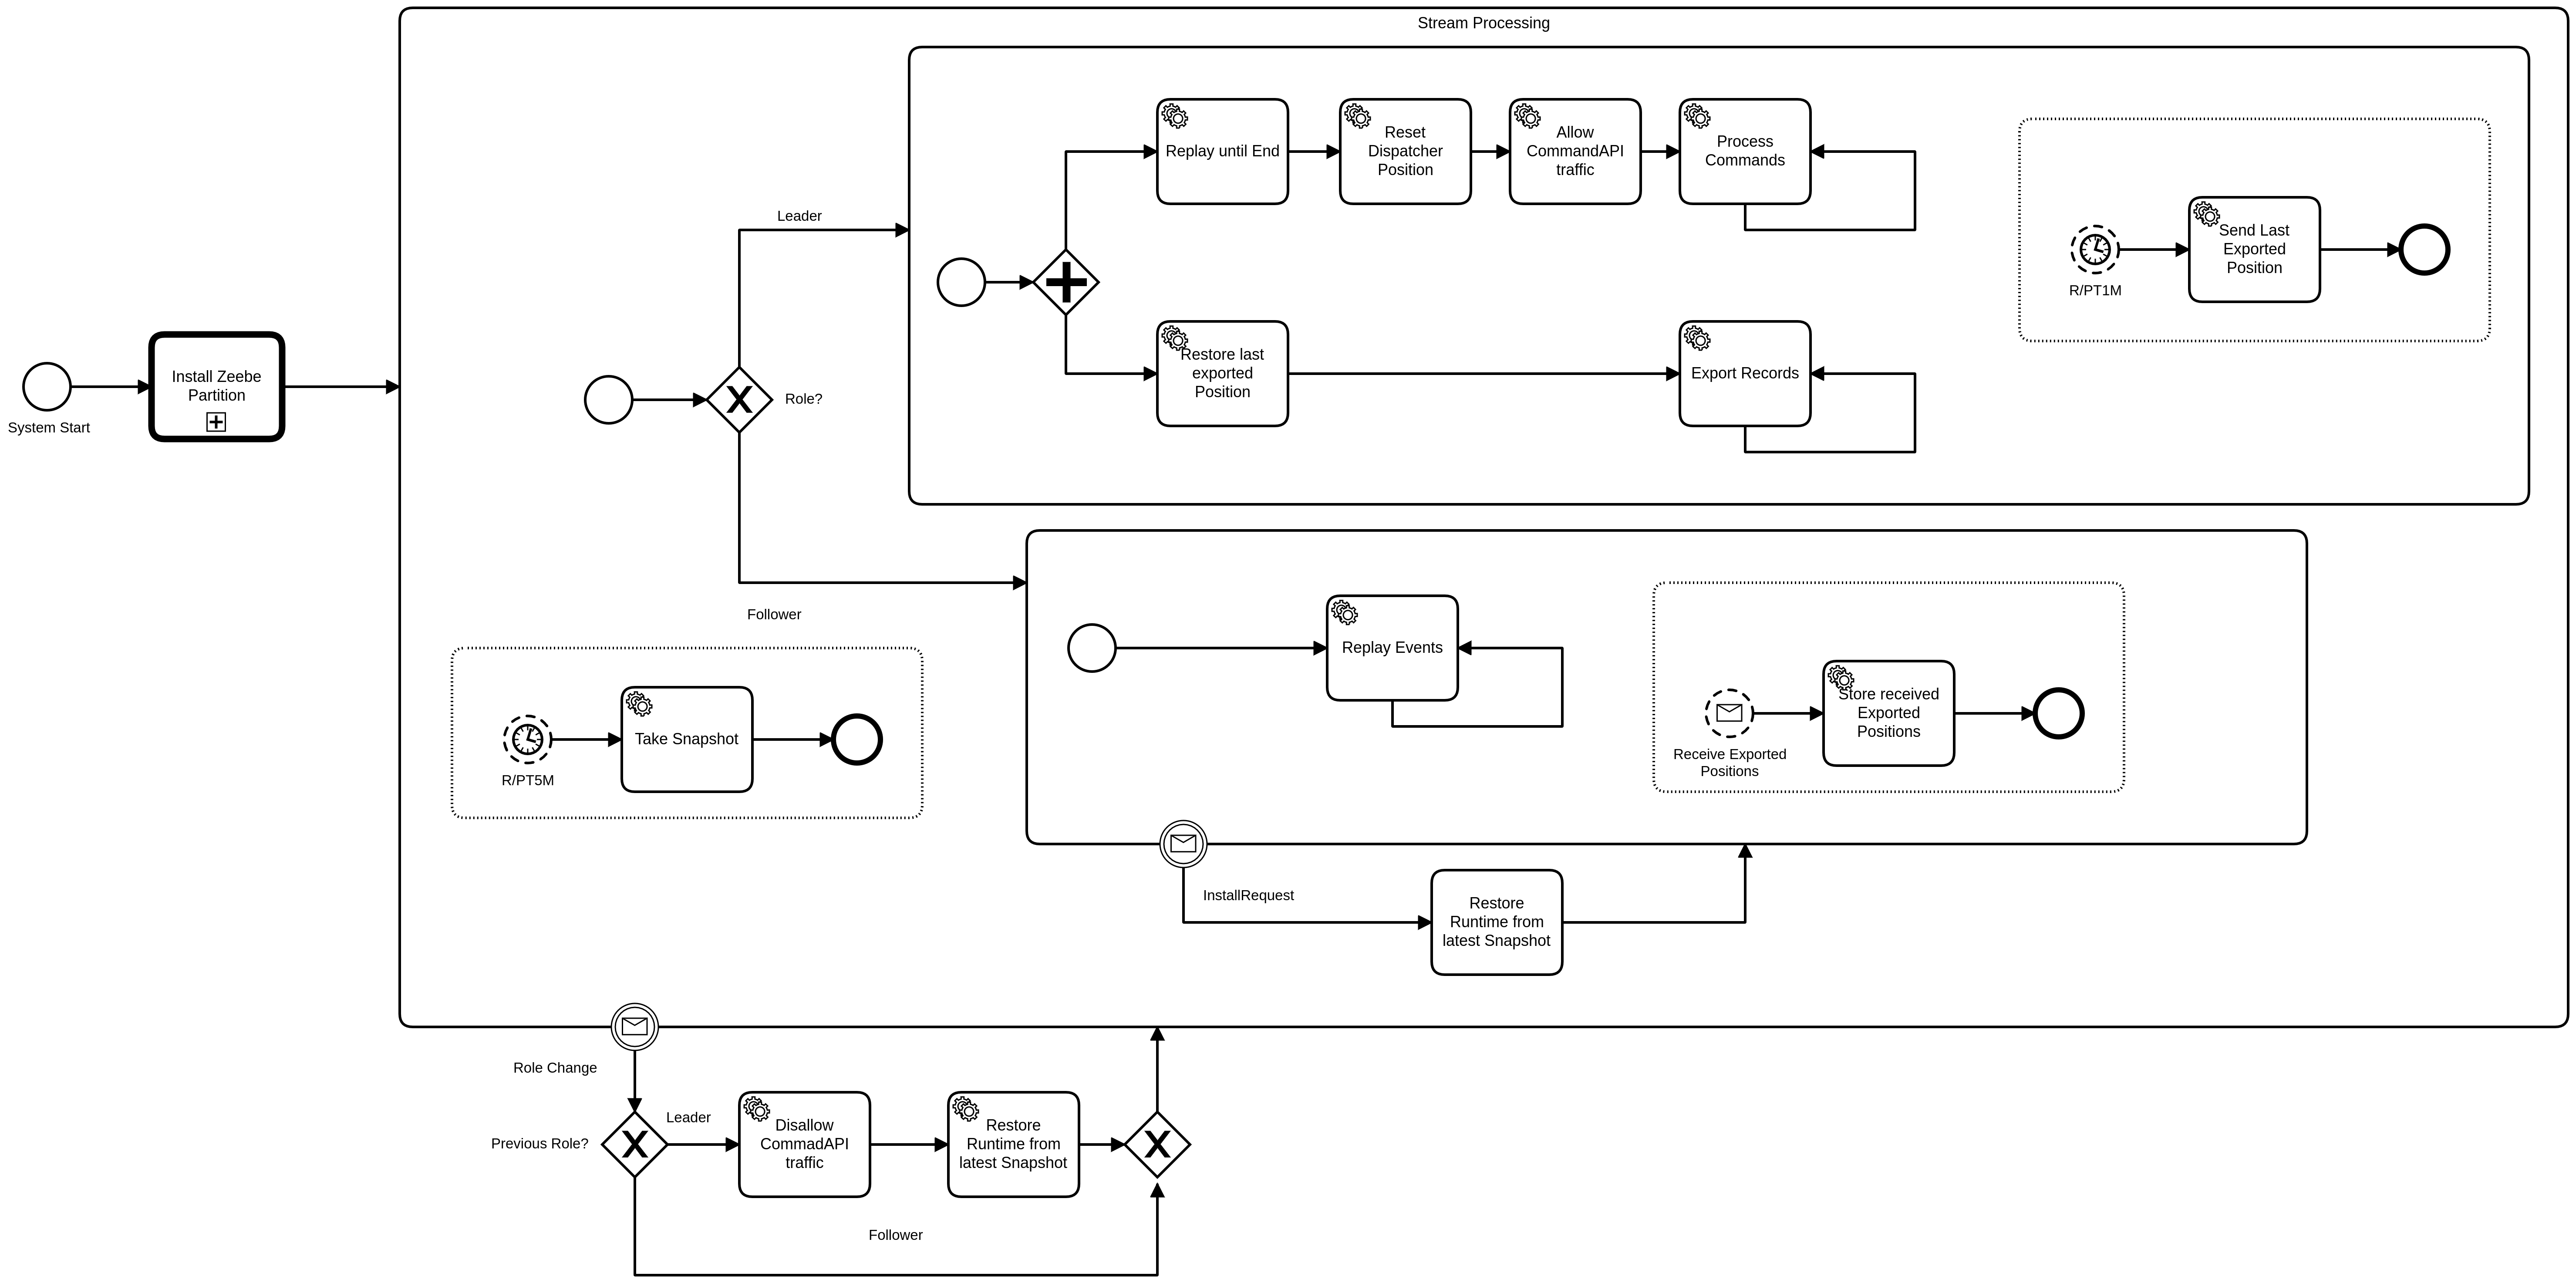 Stream Processing
System Start
Install Zeebe
Partition
Role?
Leader
Follower
Replay until End
Reset
Dispatcher
Position
Allow
CommandAPI
traffic
Process
Commands
Restore last
exported
Position
Export Records
R/PT1M
Send Last
Exported
Position
R/PT5M
Take Snapshot
Replay Events
Receive Exported
Positions
Store received
Exported
Positions
InstallRequest
Restore
Runtime from
latest Snapshot
Role Change
Previous Role?
Leader
Disallow
CommadAPI
traffic
Restore
Runtime from
latest Snapshot
Follower